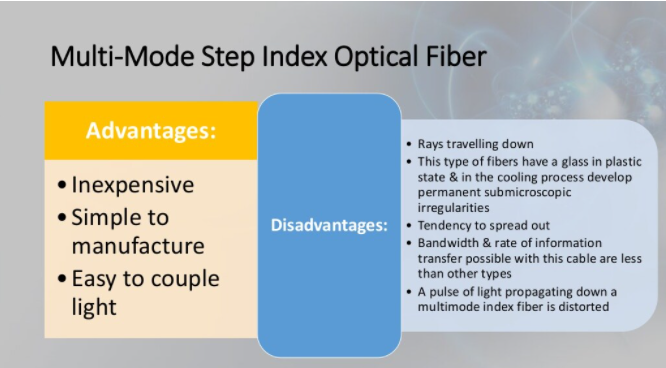 Multi-Mode Step Index Optical Fiber
Advantages:
• Inexpensive
• Simple to
manufacture
• Easy to couple
light
Disadvantages:
• Rays travelling down
• This type of fibers have a glass in plastic
state & in the cooling process develop
permanent submicroscopic
irregularities
• Tendency to spread out
• Bandwidth & rate of information
transfer possible with this cable are less
than other types
• A pulse of light propagating down a
multimode index fiber is distorted